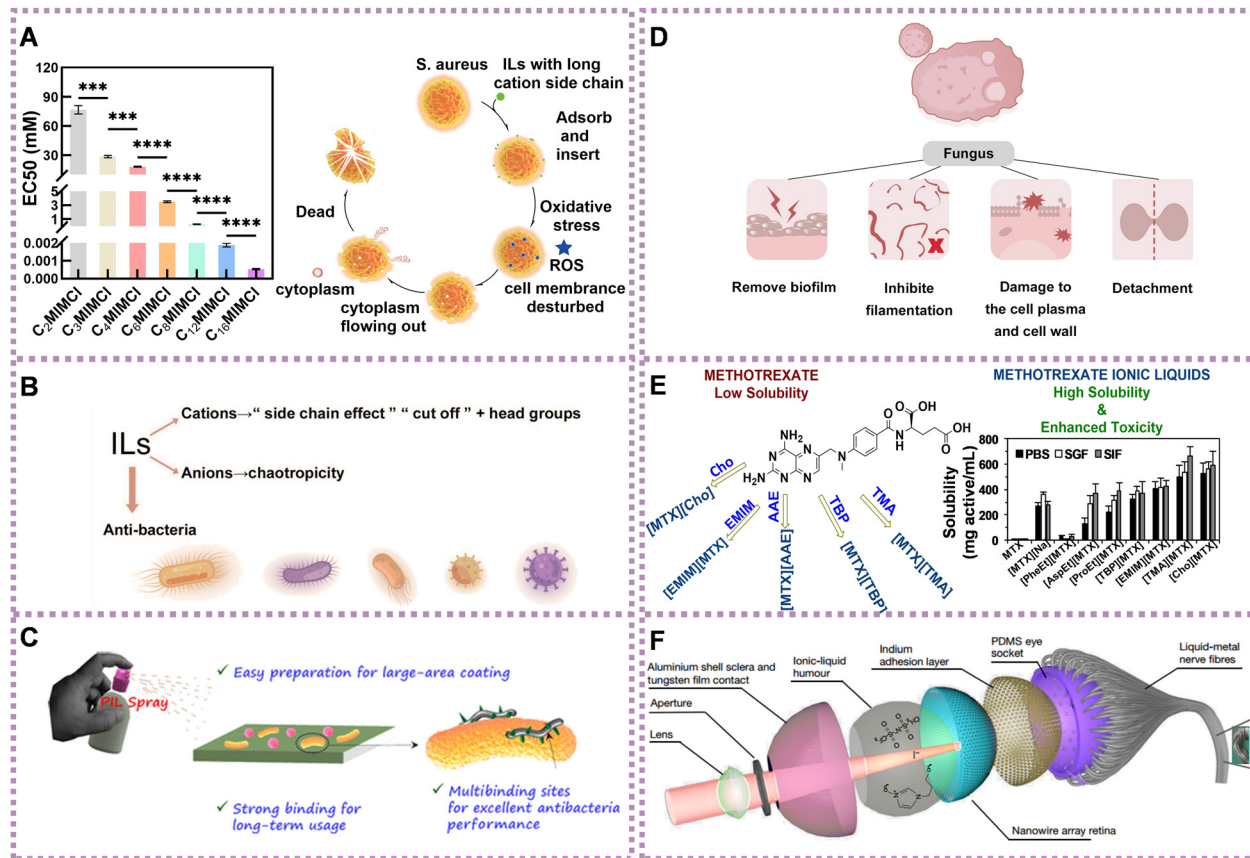 A
EC50 (mM)
120
90
60
30
5
3
1
0.002
0.001
0.000
***
***
****
****
****
****
C₂MIMCl
C₃MIMCl
C₄MIMCl
C₆MIMCl
C₈MIMCl
C₁₂MIMCl
C₁₆MIMCl
S. aureus
ILs with long
cation side chain
Adsorb
and
insert
Oxidative
stress
ROS
cell membrance
desturbed
cytoplasm
flowing out
cytoplasm
Dead
B
ILs
Cations→“ side chain effect ” “ cut off ” + head groups
Anions→chaotropicity
Anti-bacteria
C
PIL Spray
✓ Easy preparation for large-area coating
✓ Strong binding for
long-term usage
✓ Multibinding sites
for excellent antibacteria
performance
D
Fungus
Remove biofilm
Inhibite
filamentation
Damage to
the cell plasma
and cell wall
Detachment
E
METHOTREXATE
Low Solubility
METHOTREXATE IONIC LIQUIDS
High Solubility
&
Enhanced Toxicity
NH₂
H₂N
N
N
N
N
N
O
N
H
O
OH
OH
O
Cho
EMIM
AAE
TBP
TMA
[MTX][Cho]
[EMIM][MTX]
[MTX][AAE]
[MTX][TBP]
[MTX][TMA]
Solubility
(mg active/mL)
800
600
400
200
0
PBS SGF SIF
MTX
[MTX][Na]
[PheEt][MTX]
[AspEt][MTX]
[ProEt][MTX]
[TBP][MTX]
[EMIM][MTX]
[TMA][MTX]
[Cho][MTX]
F
Aluminium shell sclera and
tungsten film contact
Aperture
Lens
Ionic-liquid
humour
Indium
adhesion layer
PDMS eye
socket
Liquid-metal
nerve fibres
I⁻
Nanowire array retina